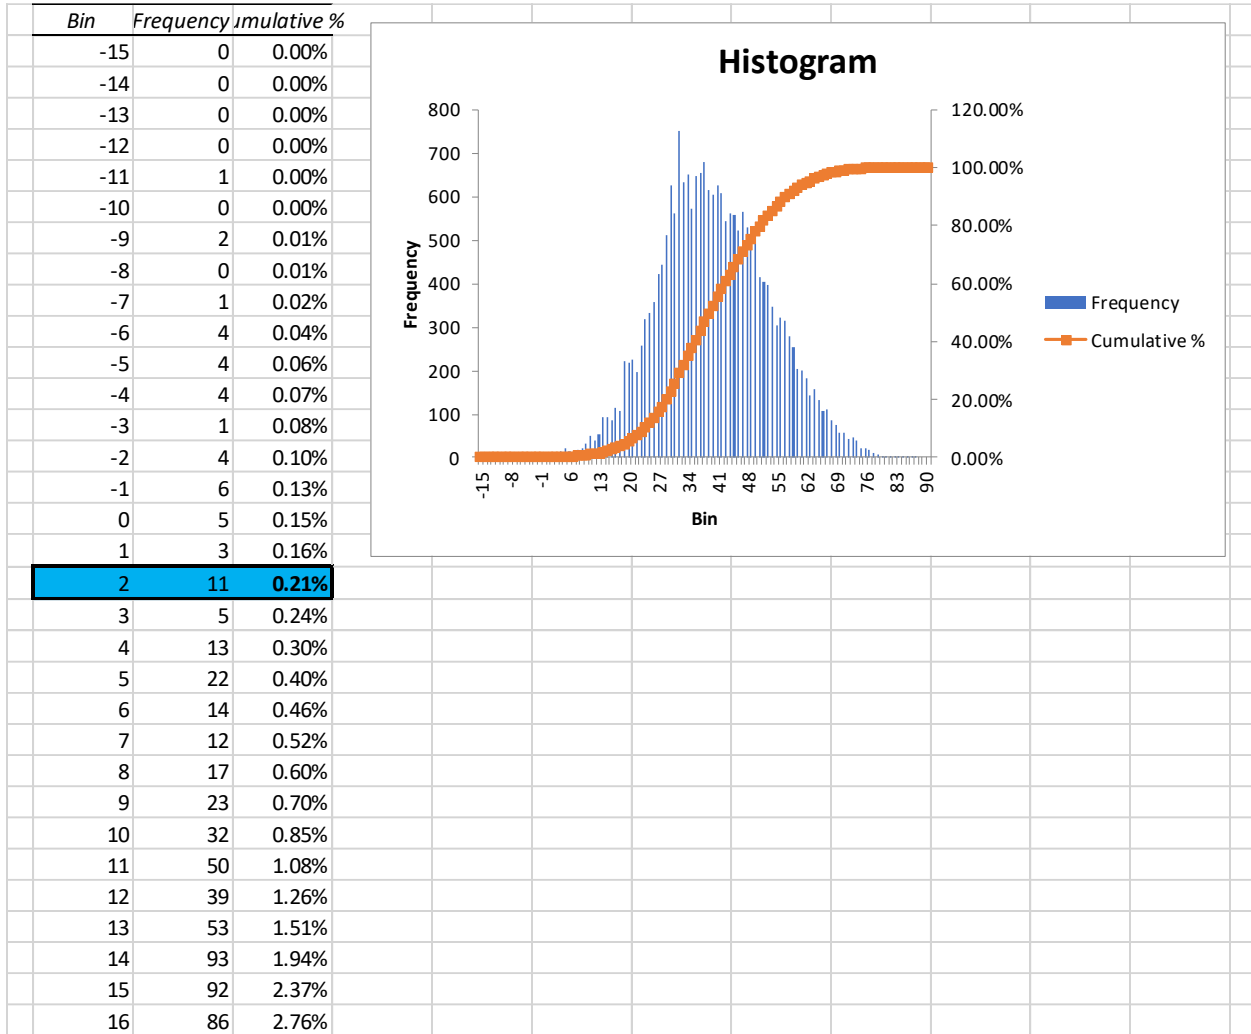 Bin Frequency umulative %
-15 0 0.00%
-14 0 0.00%
-13 0 0.00%
-12 0 0.00%
-11 1 0.00%
-10 0 0.00%
-9 2 0.01%
-8 0 0.01%
-7 1 0.02%
-6 4 0.04%
-5 4 0.06%
-4 4 0.07%
-3 1 0.08%
-2 4 0.10%
-1 6 0.13%
0 5 0.15%
1 3 0.16%
2 11 0.21%
3 5 0.24%
4 13 0.30%
5 22 0.40%
6 14 0.46%
7 12 0.52%
8 17 0.60%
9 23 0.70%
10 32 0.85%
11 50 1.08%
12 39 1.26%
13 53 1.51%
14 93 1.94%
15 92 2.37%
16 86 2.76%
Histogram
800 120.00%
700 100.00%
600 80.00%
500 60.00%
400 40.00%
300 20.00%
200 0.00%
100
0
Frequency
-15 -8 -1 6 13 20 27 34 41 48 55 62 69 76 83 90
Bin
Frequency
Cumulative %